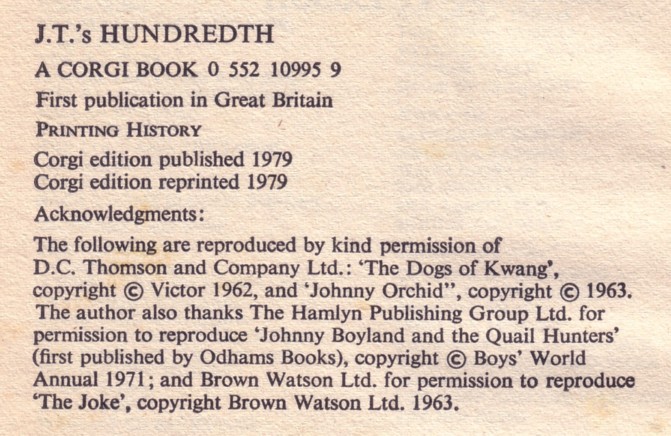 J.T.'s HUNDREDTH
A CORGI BOOK 0 552 10995 9
First publication in Great Britain
PRINTING HISTORY
Corgi edition published 1979
Corgi edition reprinted 1979
Acknowledgments:
The following are reproduced by kind permission of
D.C. Thomson and Company Ltd.: ‘The Dogs of Kwang’,
copyright © Victor 1962, and ‘Johnny Orchid”, copyright © 1963.
The author also thanks The Hamlyn Publishing Group Ltd. for
permission to reproduce ‘Johnny Boyland and the Quail Hunters’
(first published by Odhams Books), copyright © Boys’ World
Annual 1971; and Brown Watson Ltd. for permission to reproduce
‘The Joke’, copyright Brown Watson Ltd. 1963.